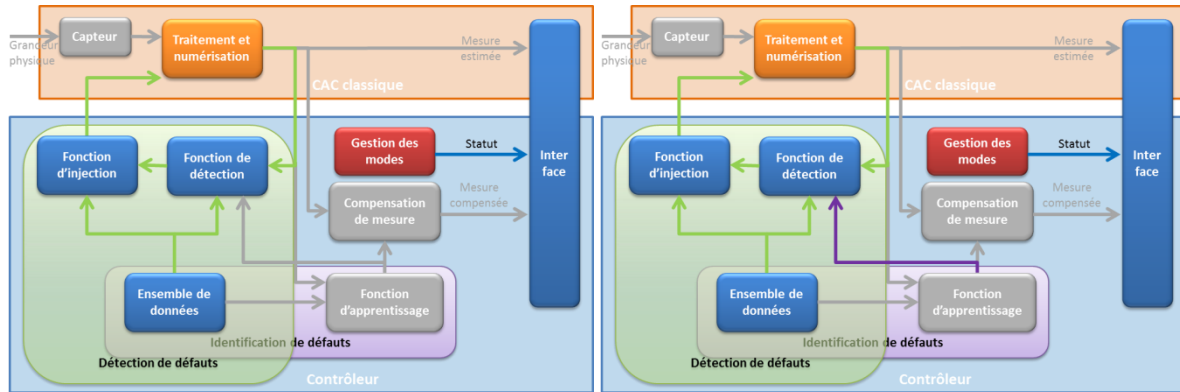 Capteur
Traitement et
numérisation
Grandeur
physique
Mesure
estimée
CAC classique
Inter
face
Fonction
d'injection
Fonction de
détection
Gestion des
modes
Statut
Compensation
de mesure
Mesure
compensée
Ensemble de
données
Fonction
d'apprentissage
Identification de défauts
Détection de défauts
Contrôleur
Capteur
Traitement et
numérisation
Grandeur
physique
Mesure
estimée
CAC classique
Inter
face
Fonction
d'injection
Fonction de
détection
Gestion des
modes
Statut
Compensation
de mesure
Mesure
compensée
Ensemble de
données
Fonction
d'apprentissage
Identification de défauts
Détection de défauts
Contrôleur